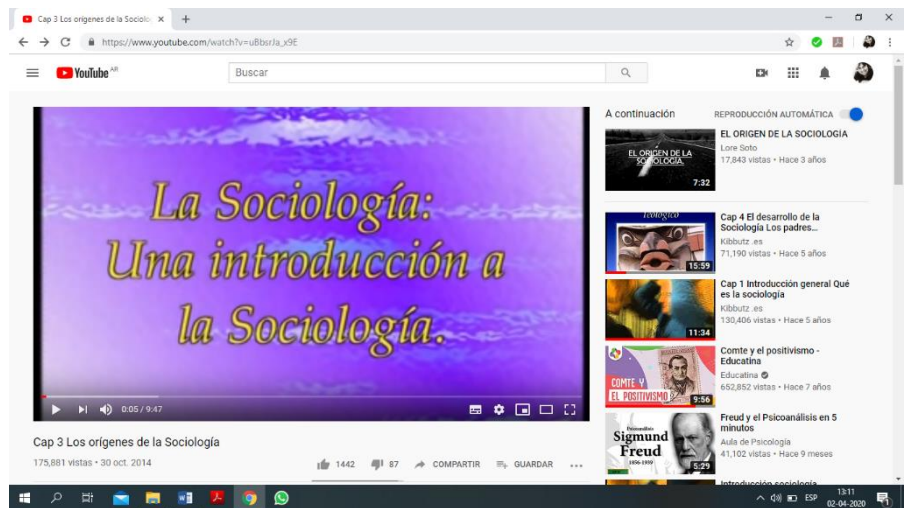 Cap 3 Los orígenes de la Sociolo
https://www.youtube.com/watch?v=uBbsrJa_x9E
YouTube AR
Buscar
La Sociología:
Una introducción a
la Sociología.
0:05 / 9:47
Cap 3 Los orígenes de la Sociología
175,881 vistas • 30 oct. 2014
1442
87
COMPARTIR
GUARDAR
A continuación
REPRODUCCIÓN AUTOMÁTICA
EL ORIGEN DE LA SOCIOLOGÍA
7:32
EL ORIGEN DE LA SOCIOLOGÍA
Lore Soto
17,843 vistas • Hace 3 años
Teológico
15:59
Cap 4 El desarrollo de la
Sociología Los padres...
Kibbutz .es
71,190 vistas • Hace 5 años
11:34
Cap 1 Introducción general Qué
es la sociología
Kibbutz .es
130,406 vistas • Hace 5 años
COMTE Y
EL POSITIVISMO
9:56
Comte y el positivismo -
Educatina
Educatina
652,852 vistas • Hace 7 años
Psicoanálisis
Sigmund
Freud
1856-1939
5:29
Freud y el Psicoanálisis en 5
minutos
Aula de Psicología
41,102 vistas • Hace 9 meses
Introducción sociología
ESP
13:11
02-04-2020